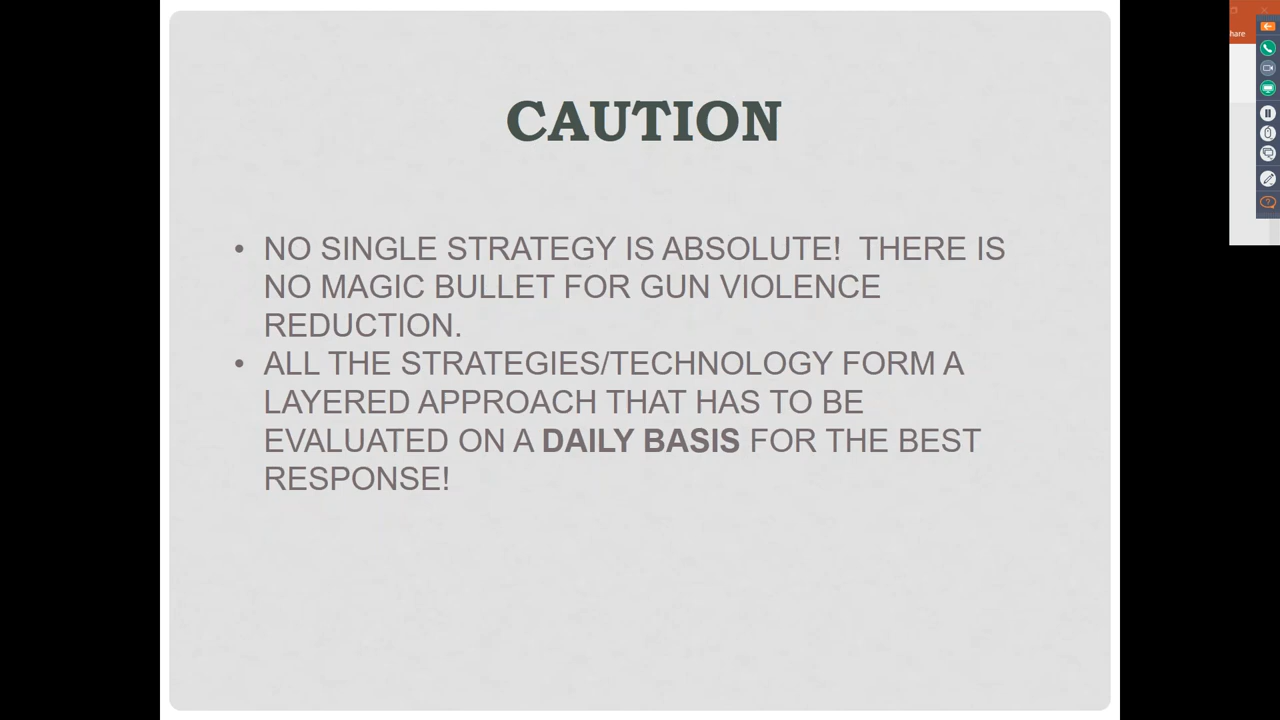 hare
CAUTION
• NO SINGLE STRATEGY IS ABSOLUTE!  THERE IS
NO MAGIC BULLET FOR GUN VIOLENCE
REDUCTION.
• ALL THE STRATEGIES/TECHNOLOGY FORM A
LAYERED APPROACH THAT HAS TO BE
EVALUATED ON A DAILY BASIS FOR THE BEST
RESPONSE!